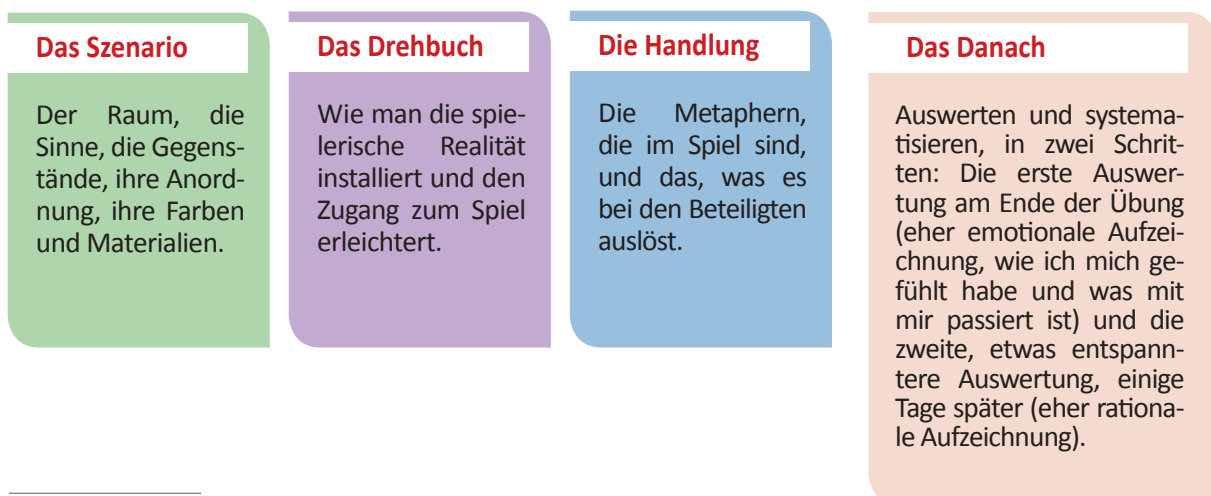 Das Szenario
Der Raum, die
Sinne, die Gegens-
tände, ihre Anord-
nung, ihre Farben
und Materialien.
Das Drehbuch
Wie man die spie-
lerische Realität
installiert und den
Zugang zum Spiel
erleichtert.
Die Handlung
Die Metaphern,
die im Spiel sind,
und das, was es
bei den Beteiligten
auslöst.
Das Danach
Auswerten und systema-
tisieren, in zwei Schrit-
ten: Die erste Auswer-
tung am Ende der Übung
(eher emotionale Aufzei-
chnung, wie ich mich ge-
fühlt habe und was mit
mir passiert ist) und die
zweite, etwas entspann-
tere Auswertung, einige
Tage später (eher rationa-
le Aufzeichnung).